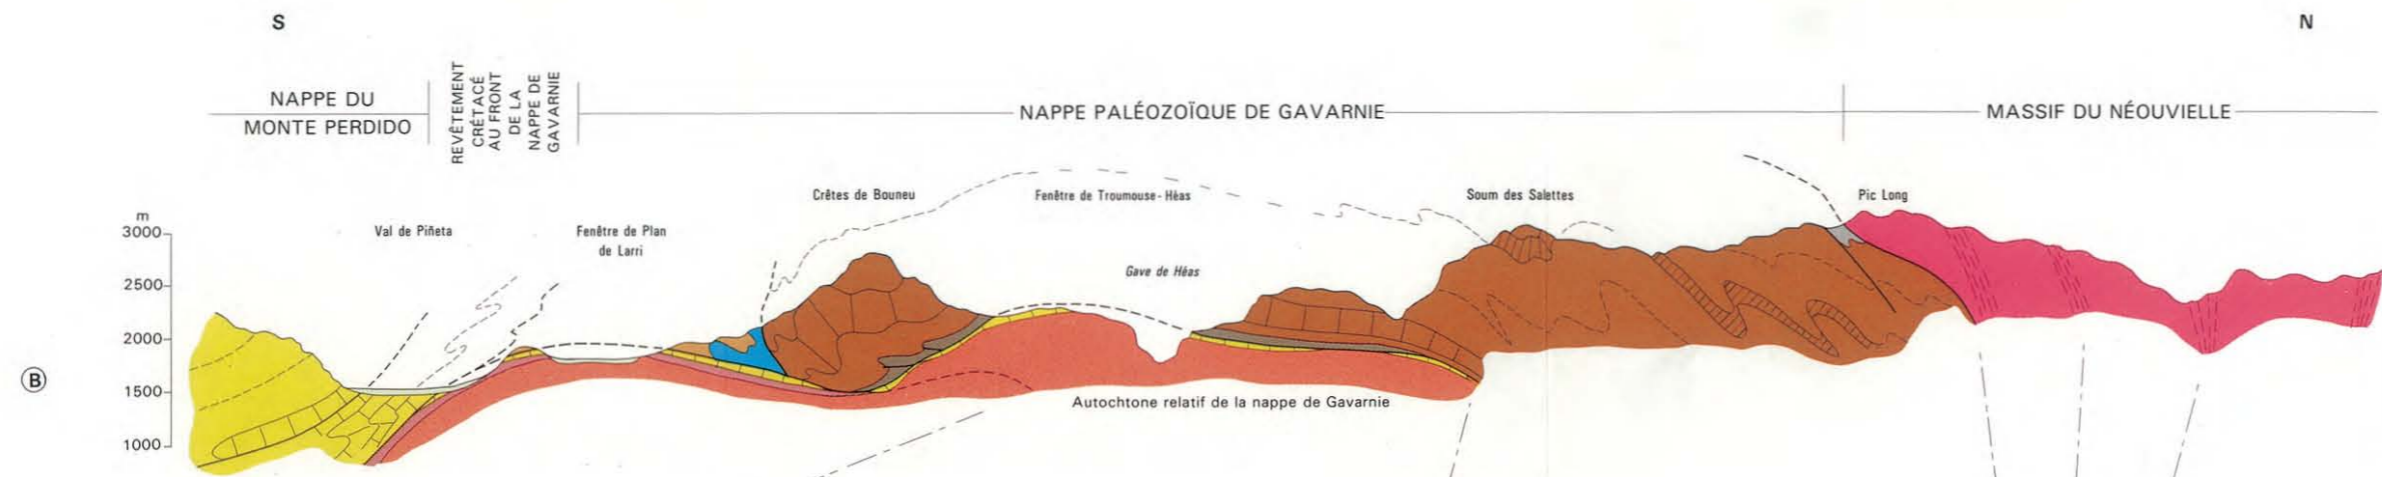 S
N
NAPPE DU
MONTE PERDIDO
REVÊTEMENT
CRÉTACÉ
AU FRONT
DE LA
NAPPE DE
GAVARNIE
NAPPE PALÉOZOÏQUE DE GAVARNIE
MASSIF DU NÉOUVIELLE
Crêtes de Bouneu
Fenêtre de Troumouse-Héas
Soum des Salettes
Pic Long
m
3000
Val de Piñeta
Fenêtre de Plan
de Larri
Gave de Héas
2500
2000
B
1500
Autochtone relatif de la nappe de Gavarnie
1000